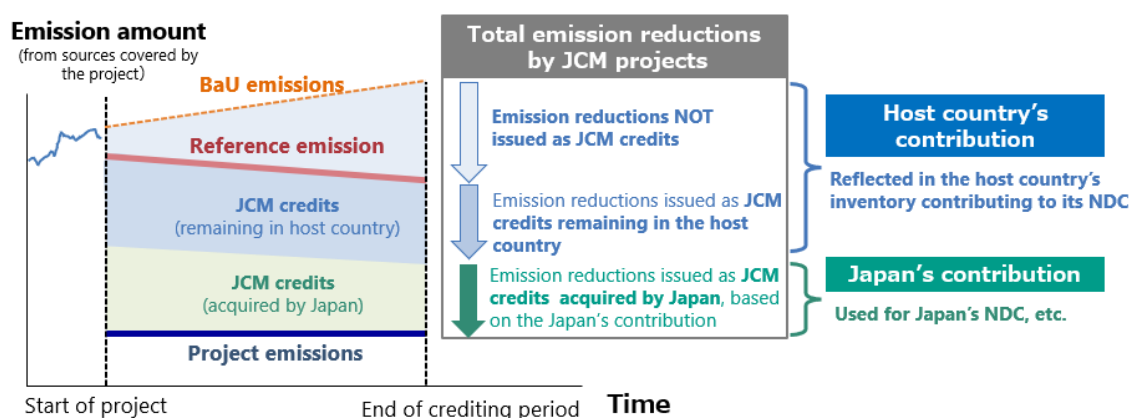 Emission amount
(from sources covered by
the project)
BaU emissions
Reference emission
JCM credits
(remaining in host country)
JCM credits
(acquired by Japan)
Project emissions
Start of project
End of crediting period
Time
Total emission reductions
by JCM projects
Emission reductions NOT
issued as JCM credits
Emission reductions issued as JCM
credits remaining in the host
country
Emission reductions issued as JCM
credits acquired by Japan, based
on the Japan's contribution
Host country's
contribution
Reflected in the host country's
inventory contributing to its NDC
Japan's contribution
Used for Japan's NDC, etc.